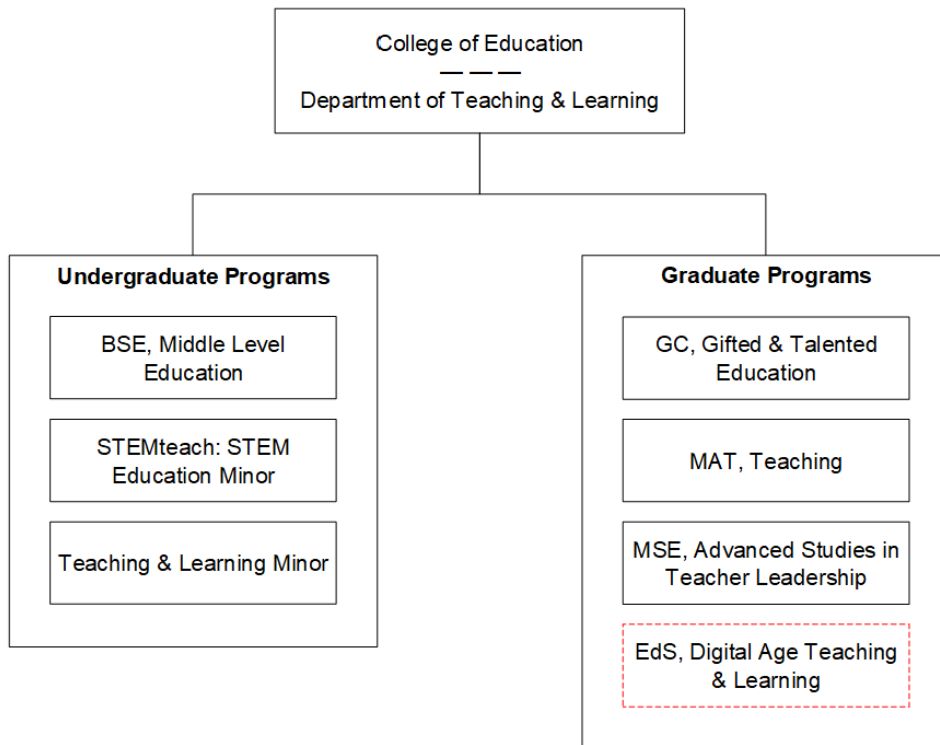 College of Education
— — —
Department of Teaching & Learning
Undergraduate Programs
BSE, Middle Level
Education
STEMteach: STEM
Education Minor
Teaching & Learning Minor
Graduate Programs
GC, Gifted & Talented
Education
MAT, Teaching
MSE, Advanced Studies in
Teacher Leadership
EdS, Digital Age Teaching
& Learning